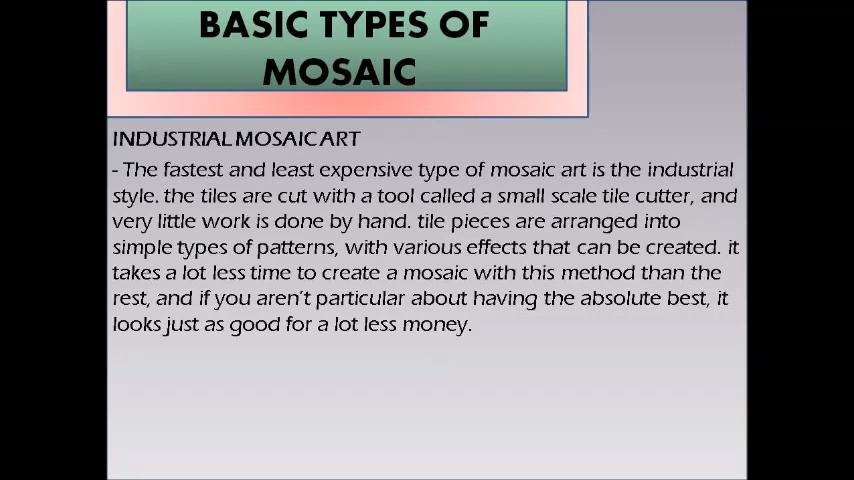 BASIC TYPES OF
MOSAIC
INDUSTRIAL MOSAIC ART
- The fastest and least expensive type of mosaic art is the industrial
style. the tiles are cut with a tool called a small scale tile cutter, and
very little work is done by hand. tile pieces are arranged into
simple types of patterns, with various effects that can be created. it
takes a lot less time to create a mosaic with this method than the
rest, and if you aren't particular about having the absolute best, it
looks just as good for a lot less money.